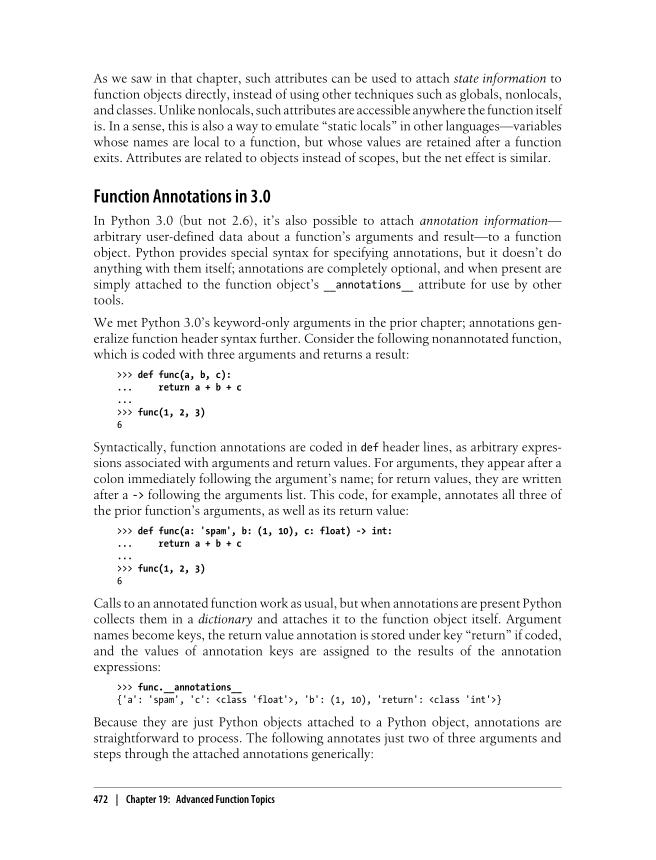 As we saw in that chapter, such attributes can be used to attach state information to
function objects directly, instead of using other techniques such as globals, nonlocals,
and classes. Unlike nonlocals, such attributes are accessible anywhere the function itself
is. In a sense, this is also a way to emulate “static locals” in other languages—variables
whose names are local to a function, but whose values are retained after a function
exits. Attributes are related to objects instead of scopes, but the net effect is similar.
Function Annotations in 3.0
In Python 3.0 (but not 2.6), it’s also possible to attach annotation information—
arbitrary user-defined data about a function’s arguments and result—to a function
object. Python provides special syntax for specifying annotations, but it doesn’t do
anything with them itself; annotations are completely optional, and when present are
simply attached to the function object’s __annotations__ attribute for use by other
tools.
We met Python 3.0’s keyword-only arguments in the prior chapter; annotations gen-
eralize function header syntax further. Consider the following nonannotated function,
which is coded with three arguments and returns a result:
>>> def func(a, b, c):
...     return a + b + c
...
>>> func(1, 2, 3)
6
Syntactically, function annotations are coded in def header lines, as arbitrary expres-
sions associated with arguments and return values. For arguments, they appear after a
colon immediately following the argument’s name; for return values, they are written
after a -> following the arguments list. This code, for example, annotates all three of
the prior function’s arguments, as well as its return value:
>>> def func(a: 'spam', b: (1, 10), c: float) -> int:
...     return a + b + c
...
>>> func(1, 2, 3)
6
Calls to an annotated function work as usual, but when annotations are present Python
collects them in a dictionary and attaches it to the function object itself. Argument
names become keys, the return value annotation is stored under key “return” if coded,
and the values of annotation keys are assigned to the results of the annotation
expressions:
>>> func.__annotations__
{'a': 'spam', 'c': <class 'float'>, 'b': (1, 10), 'return': <class 'int'>}
Because they are just Python objects attached to a Python object, annotations are
straightforward to process. The following annotates just two of three arguments and
steps through the attached annotations generically:
472 | Chapter 19: Advanced Function Topics